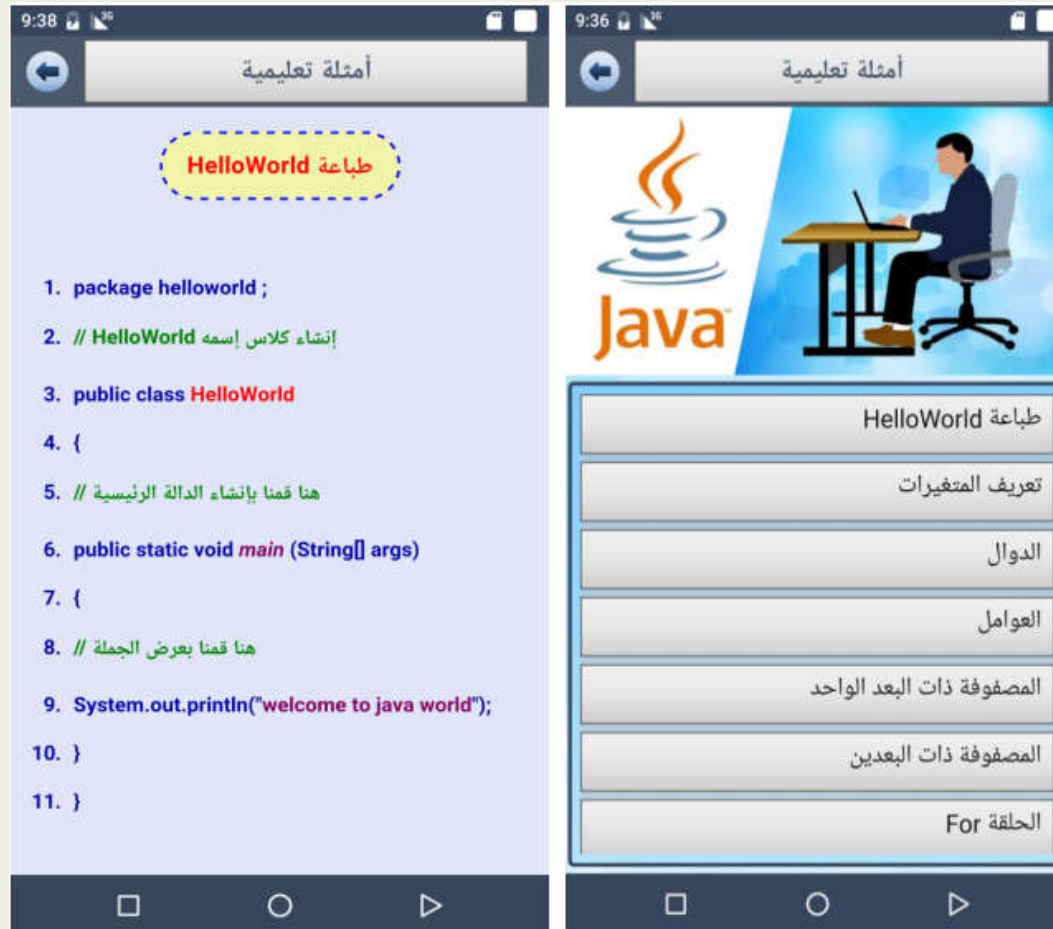 9:38 3G
أمثلة تعليمية
طباعة HelloWorld
1. package helloworld ;
2. // إنشاء كلاس إسمه HelloWorld
3. public class HelloWorld
4. {
5. // هنا قمنا بإنشاء الدالة الرئيسية
6. public static void main (String[] args)
7. {
8. // هنا قمنا بعرض الجملة
9. System.out.println("welcome to java world");
10. }
11. }
9:36 3G
أمثلة تعليمية
Java
طباعة HelloWorld
تعريف المتغيرات
الدوال
العوامل
المصفوفة ذات البعد الواحد
المصفوفة ذات البعدين
الحلقة For